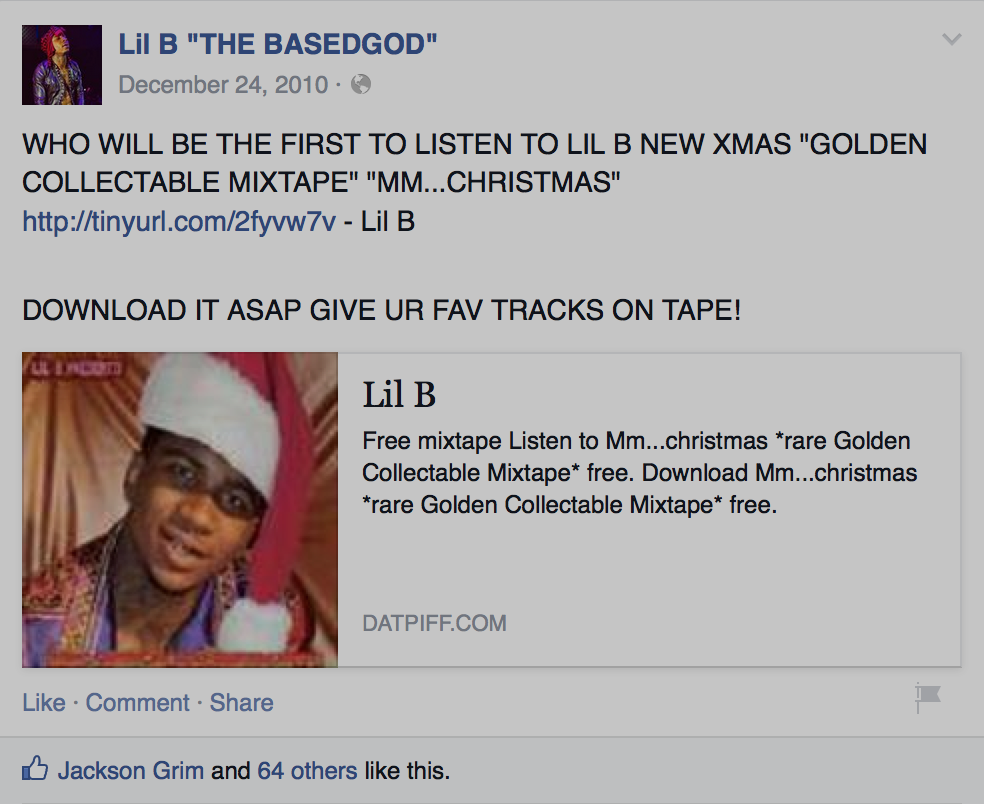 Lil B "THE BASEDGOD"
December 24, 2010 ·
WHO WILL BE THE FIRST TO LISTEN TO LIL B NEW XMAS "GOLDEN
COLLECTABLE MIXTAPE" "MM...CHRISTMAS"
http://tinyurl.com/2fyvw7v - Lil B
DOWNLOAD IT ASAP GIVE UR FAV TRACKS ON TAPE!
Lil B
Free mixtape Listen to Mm...christmas *rare Golden
Collectable Mixtape* free. Download Mm...christmas
*rare Golden Collectable Mixtape* free.
DATPIFF.COM
Like · Comment · Share
Jackson Grim and 64 others like this.